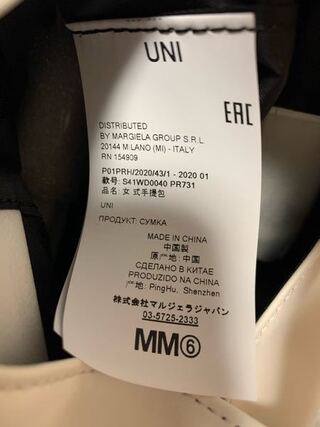 UNI
EAC
DISTRIBUTED
BY MARGIELA GROUP S.R.L.
20144 MILANO (MI) - ITALY
RN 154909
P01PRH/2020/43/1 - 2020 01
款号: S41WD0040 PR731
品名: 女式手提包
UNI
ПРОДУКТ: СУМКА
MADE IN CHINA
中国製
原产地: 中国
СДЕЛАНО В КИТАЕ
PRODUZIDO NA CHINA
产地: PingHu, Shenzhen
株式会社マルジェラジャパン
03-5725-2333
MM⑥